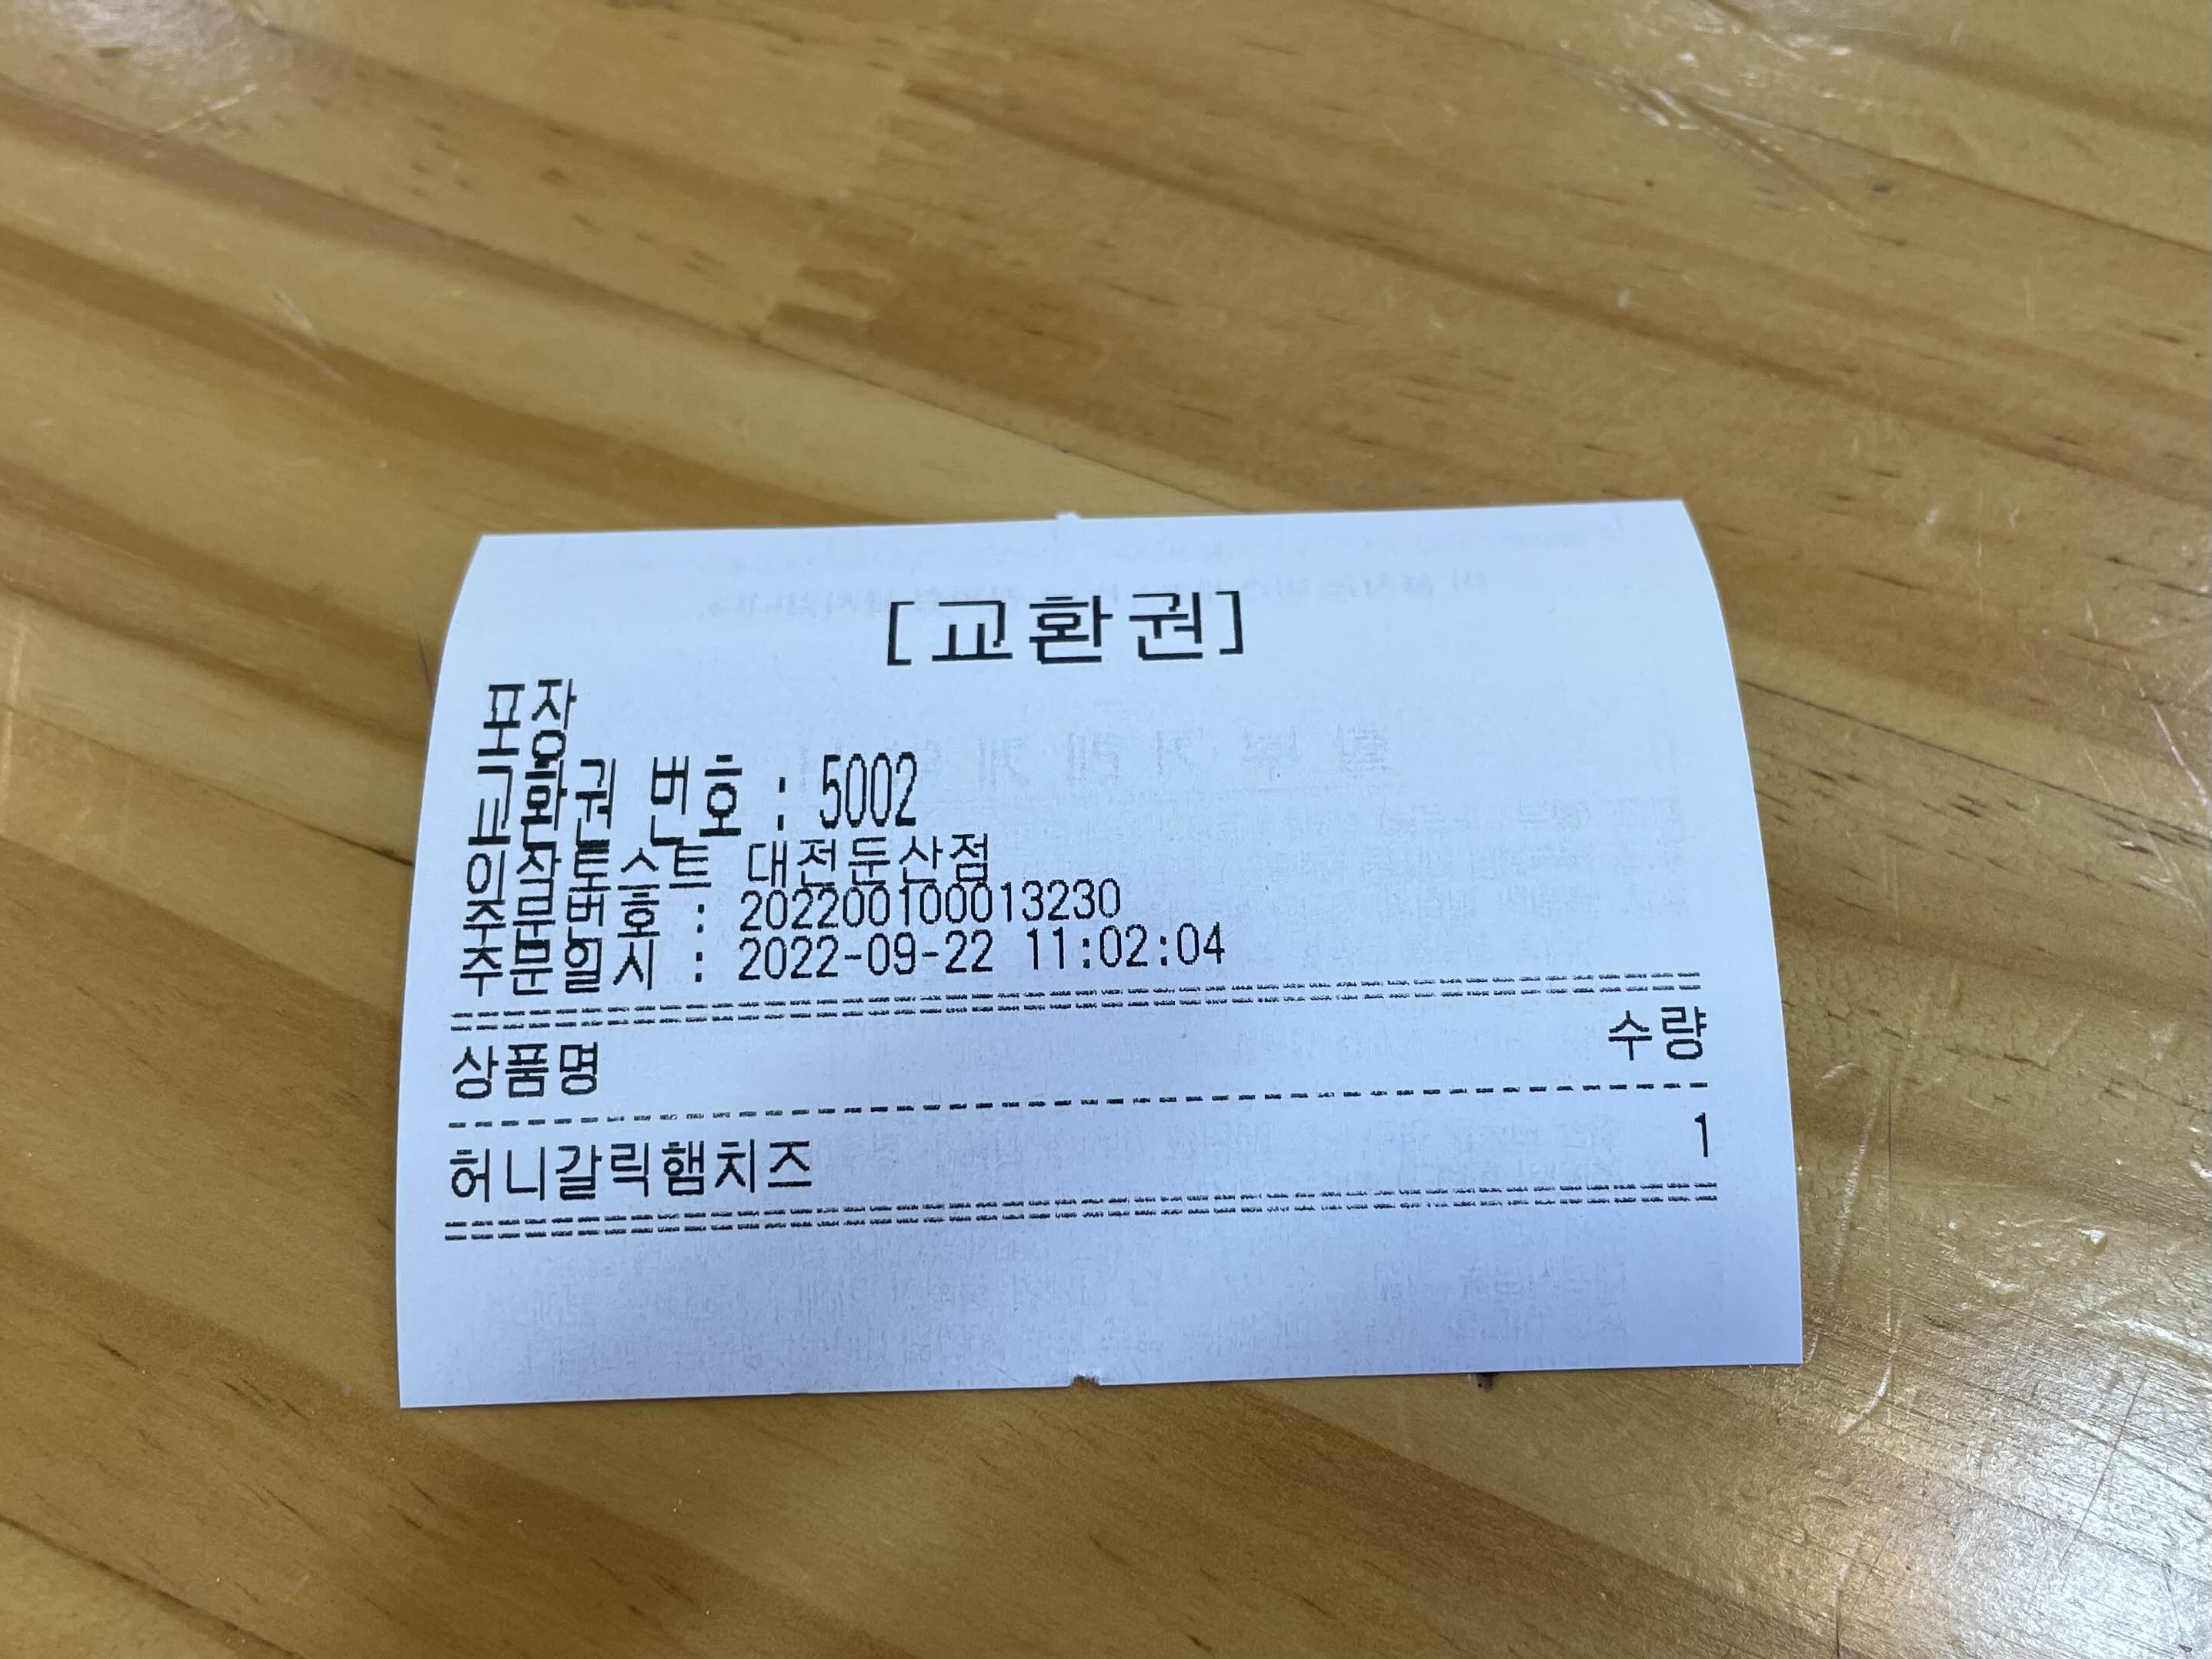 [교환권]
포장
교환권 번호 : 5002
이삭토스트 대전둔산점
주문번호 : 202200100013230
주문일시 : 2022-09-22 11:02:04
상품명 수량
허니갈릭햄치즈 1